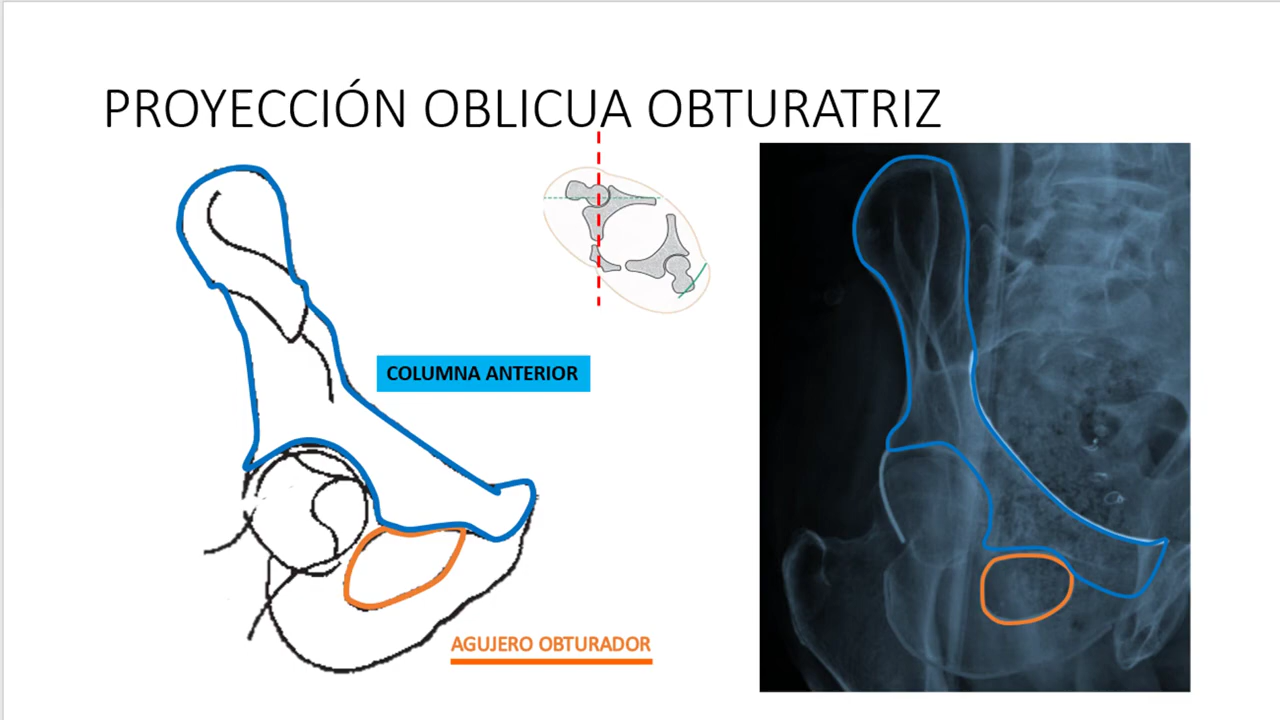 PROYECCIÓN OBLICUA OBTURATRIZ
COLUMNA ANTERIOR
AGUJERO OBTURADOR